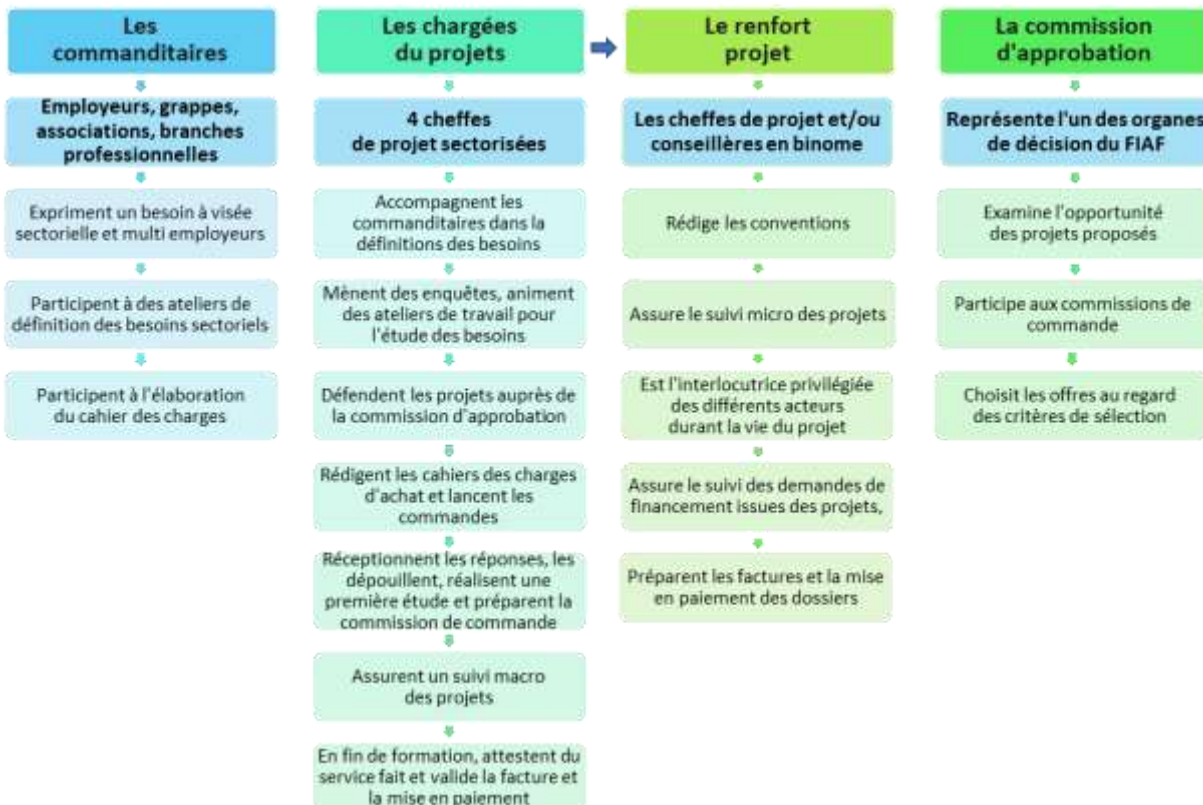 Les
commanditaires
Employeurs, grappes,
associations, branches
professionnelles
Expriment un besoin à visée
sectorielle et multi employeurs
Participent à des ateliers de
définition des besoins sectoriels
Participent à l'élaboration
du cahier des charges
Les chargées
du projets
4 cheffes
de projet sectorisées
Accompagnent les
commanditaires dans la
définitions des besoins
Mènent des enquêtes, animent
des ateliers de travail pour
l'étude des besoins
Défendent les projets auprès de
la commission d'approbation
Rédigent les cahiers des charges
d'achat et lancent les
commandes
Réceptionnent les réponses, les
dépouillent, réalisent une
première étude et préparent la
commission de commande
Assurent un suivi macro
des projets
En fin de formation, attestent du
service fait et valide la facture et
la mise en paiement
Le renfort
projet
Les cheffes de projet et/ou
conseillères en binome
Rédige les conventions
Assure le suivi micro des projets
Est l'interlocutrice privilégiée
des différents acteurs
durant la vie du projet
Assure le suivi des demandes de
financement issues des projets,
Préparent les factures et la mise
en paiement des dossiers
La commission
d'approbation
Représente l'un des organes
de décision du FIAF
Examine l'opportunité
des projets proposés
Participe aux commissions de
commande
Choisit les offres au regard
des critères de sélection